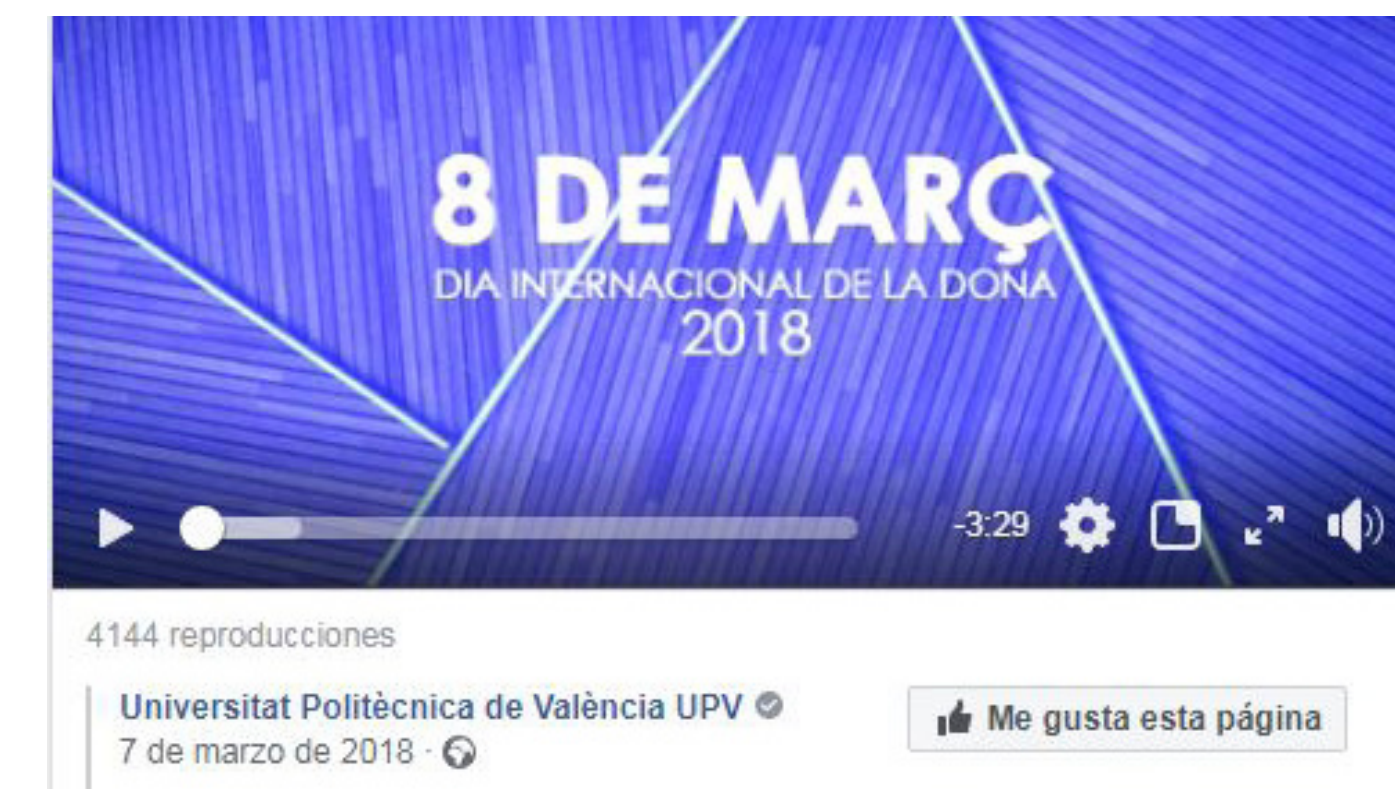 8 DE MARÇ
DIA INTERNACIONAL DE LA DONA
2018
-3:29
4144 reproducciones
Universitat Politècnica de València UPV
Me gusta esta página
7 de marzo de 2018 ·